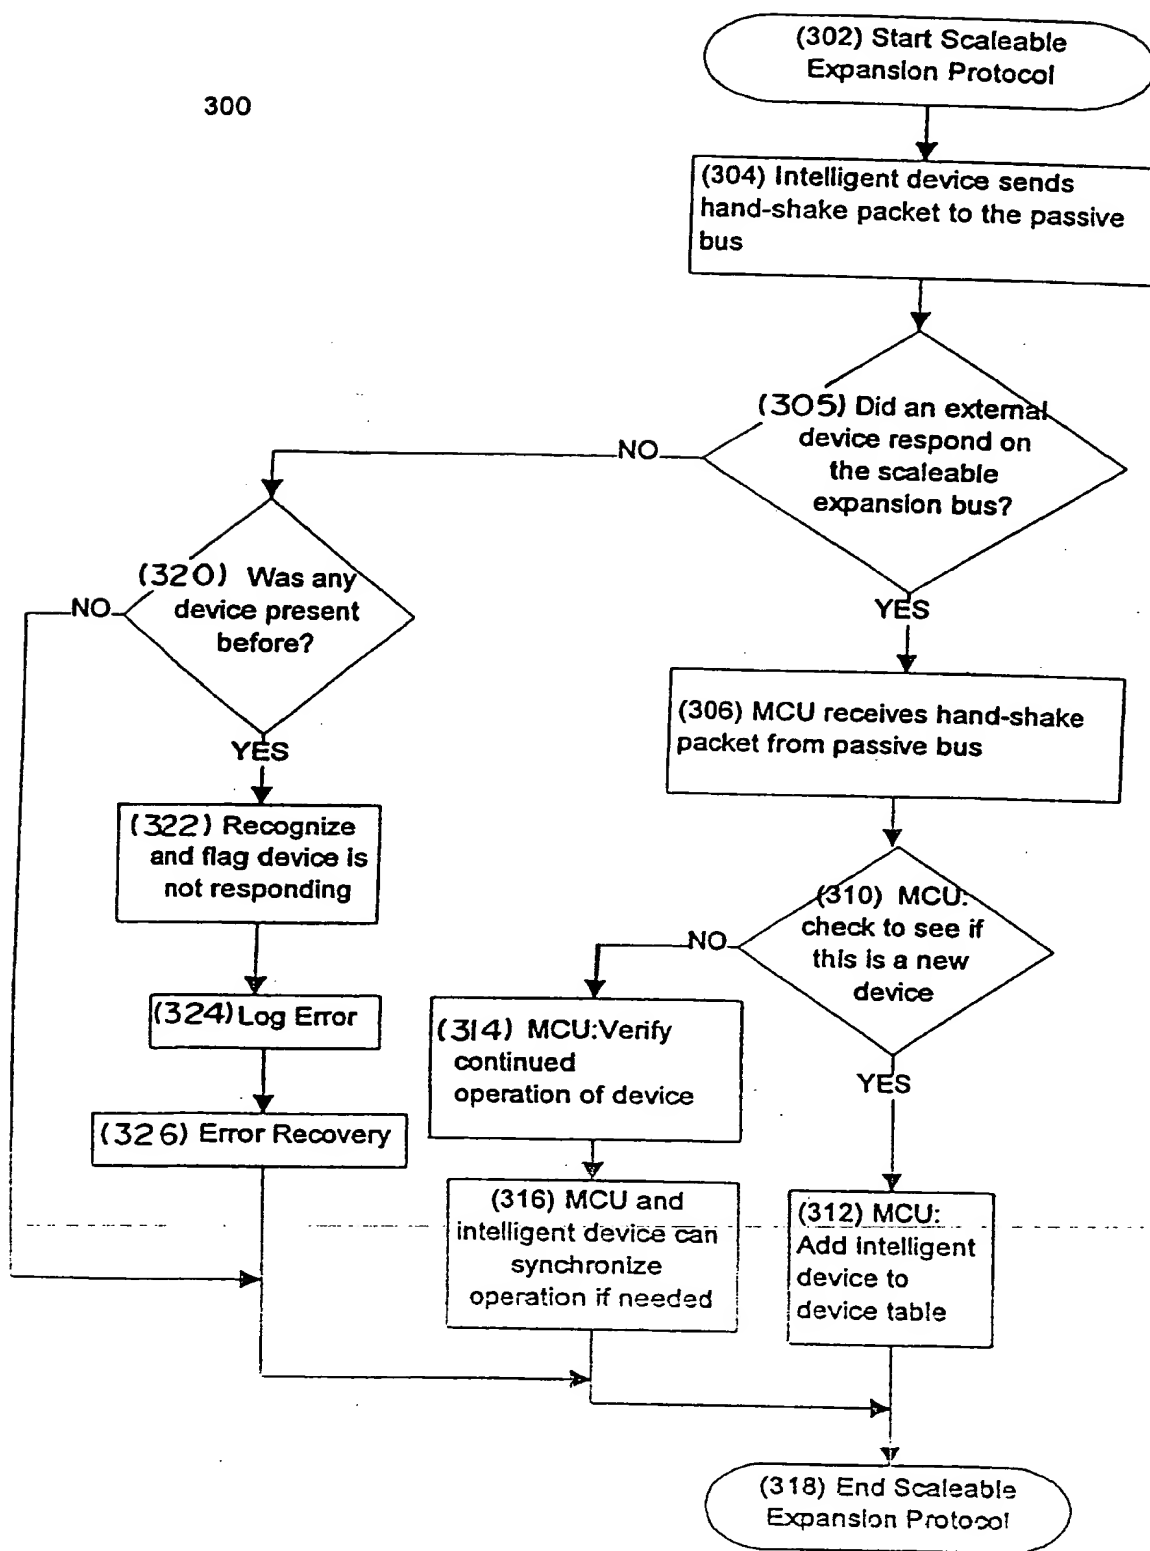 300
(302) Start Scaleable
Expansion Protocol
(304) Intelligent device sends
hand-shake packet to the passive
bus
(305) Did an external
device respond on
the scaleable
expansion bus?
NO
YES
(320) Was any
device present
before?
NO
YES
(306) MCU receives hand-shake
packet from passive bus
(322) Recognize
and flag device is
not responding
(310) MCU:
check to see if
this is a new
device
NO
YES
(324) Log Error
(314) MCU:Verify
continued
operation of device
(326) Error Recovery
(316) MCU and
intelligent device can
synchronize
operation if needed
(312) MCU:
Add intelligent
device to
device table
(318) End Scaleable
Expansion Protocol